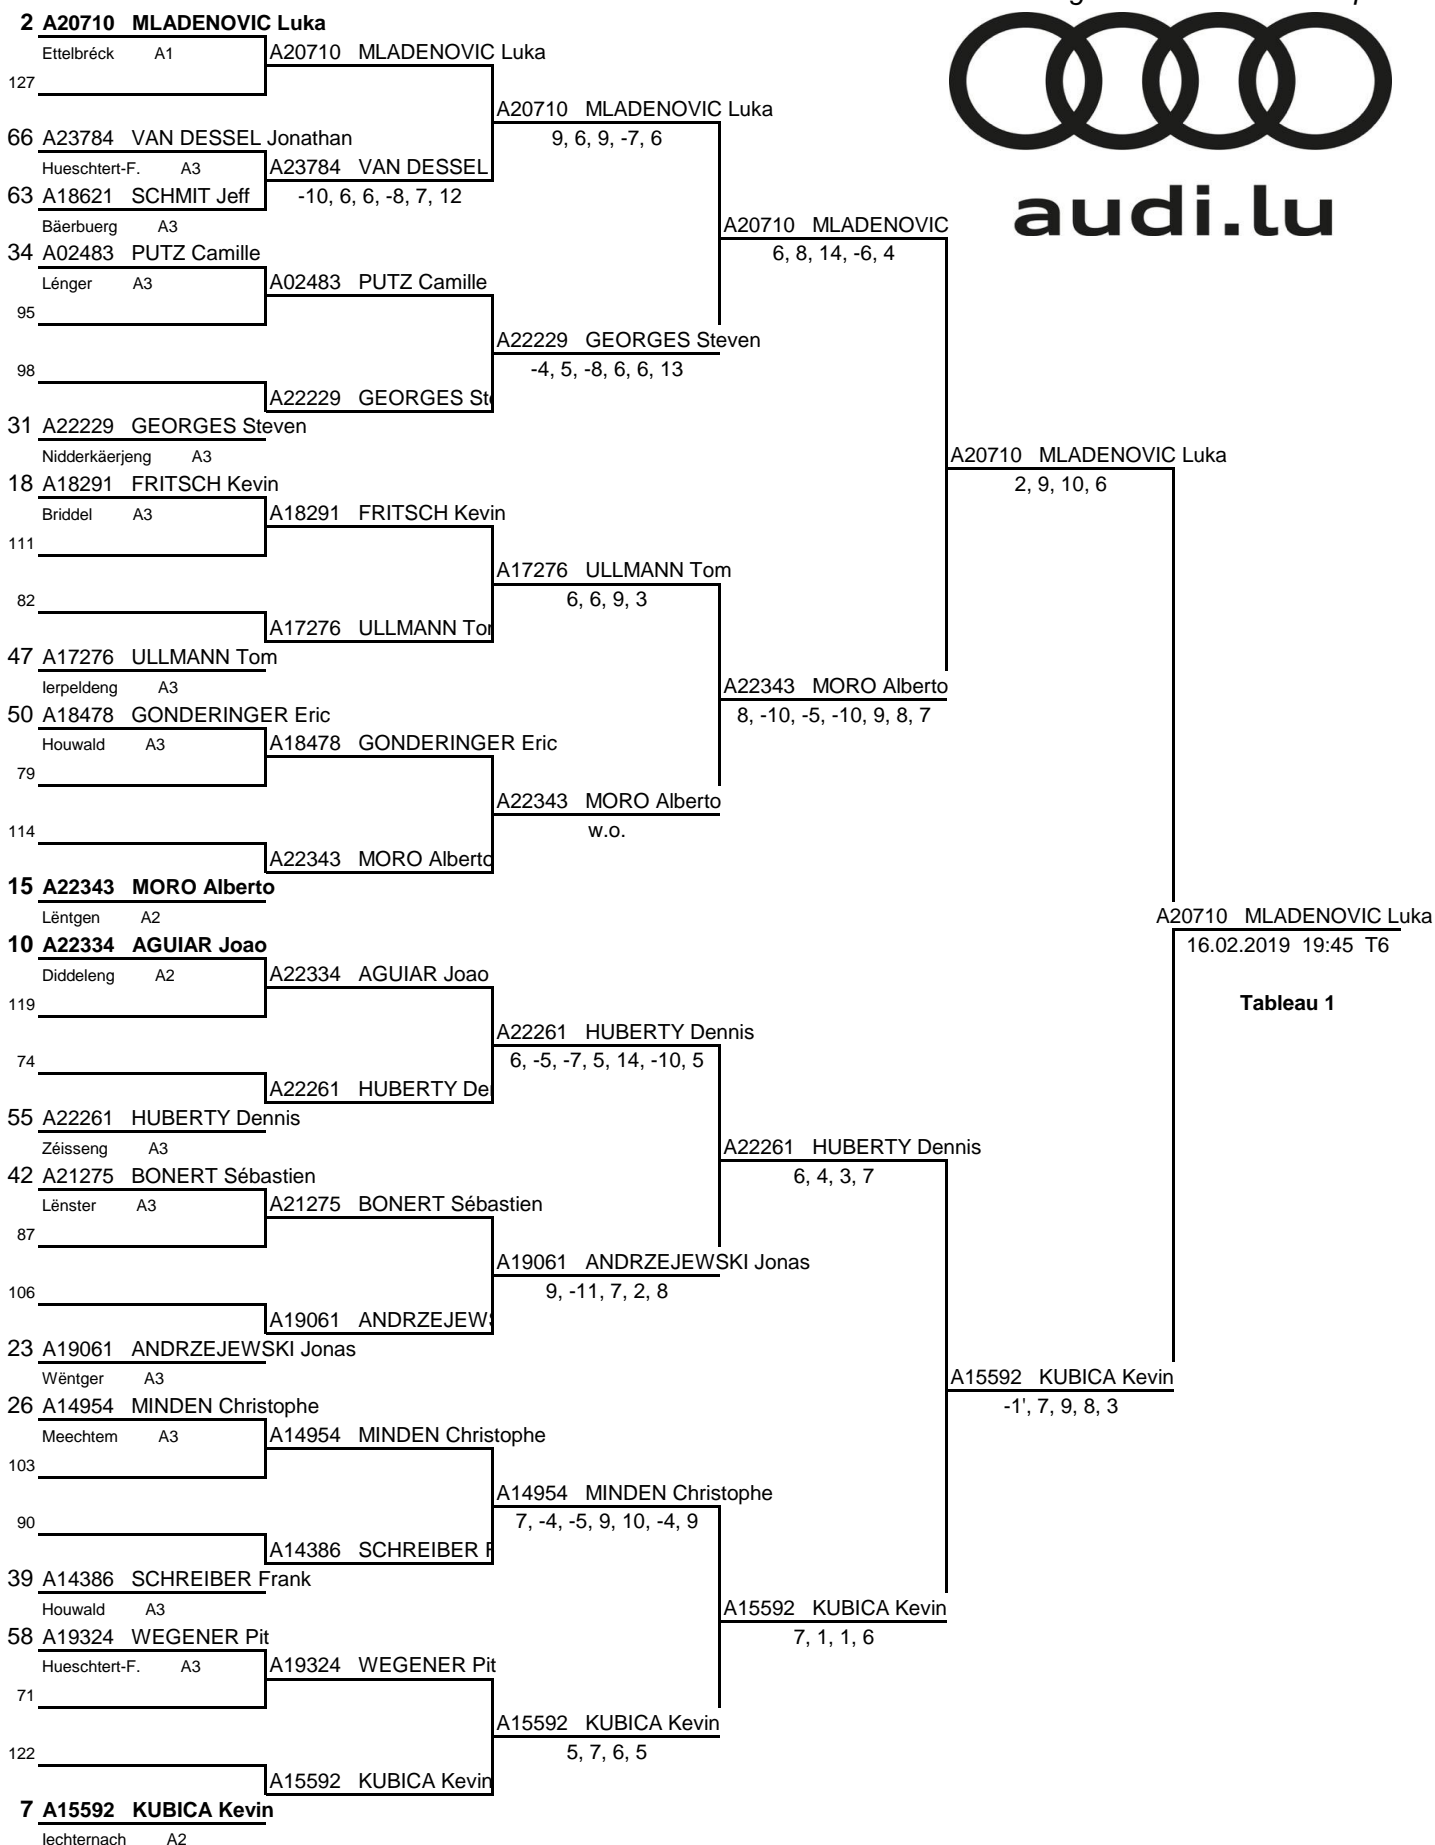 2 A20710 MLADENOVIC Luka
Ettelbréck A1
A20710 MLADENOVIC Luka
127
A20710 MLADENOVIC Luka
9, 6, 9, -7, 6
66 A23784 VAN DESSEL Jonathan
Hueschtert-F. A3
A23784 VAN DESSEL
63 A18621 SCHMIT Jeff
-10, 6, 6, -8, 7, 12
Bäerbuerg A3
audi.lu
A20710 MLADENOVIC
6, 8, 14, -6, 4
34 A02483 PUTZ Camille
Lénger A3
A02483 PUTZ Camille
95
A22229 GEORGES Steven
-4, 5, -8, 6, 6, 13
98
A22229 GEORGES Ste
31 A22229 GEORGES Steven
Nidderkäerjeng A3
A20710 MLADENOVIC Luka
2, 9, 10, 6
18 A18291 FRITSCH Kevin
Briddel A3
A18291 FRITSCH Kevin
111
A17276 ULLMANN Tom
6, 6, 9, 3
82
A17276 ULLMANN Tom
47 A17276 ULLMANN Tom
Ierpeldeng A3
A22343 MORO Alberto
8, -10, -5, -10, 9, 8, 7
50 A18478 GONDERINGER Eric
Houwald A3
A18478 GONDERINGER Eric
79
A22343 MORO Alberto
w.o.
114
A22343 MORO Alberto
15 A22343 MORO Alberto
Lëntgen A2
A20710 MLADENOVIC Luka
16.02.2019 19:45 T6
Tableau 1
10 A22334 AGUIAR Joao
Diddeleng A2
A22334 AGUIAR Joao
119
A22261 HUBERTY Dennis
6, -5, -7, 5, 14, -10, 5
74
A22261 HUBERTY De
55 A22261 HUBERTY Dennis
Zéisseng A3
A22261 HUBERTY Dennis
6, 4, 3, 7
42 A21275 BONERT Sébastien
Lënster A3
A21275 BONERT Sébastien
87
A19061 ANDRZEJEWSKI Jonas
9, -11, 7, 2, 8
106
A19061 ANDRZEJEWS
23 A19061 ANDRZEJEWSKI Jonas
Wëntger A3
A15592 KUBICA Kevin
-1', 7, 9, 8, 3
26 A14954 MINDEN Christophe
Meechtem A3
A14954 MINDEN Christophe
103
A14954 MINDEN Christophe
7, -4, -5, 9, 10, -4, 9
90
A14386 SCHREIBER F
39 A14386 SCHREIBER Frank
Houwald A3
A15592 KUBICA Kevin
7, 1, 1, 6
58 A19324 WEGENER Pit
Hueschtert-F. A3
A19324 WEGENER Pit
71
A15592 KUBICA Kevin
5, 7, 6, 5
122
A15592 KUBICA Kevin
7 A15592 KUBICA Kevin
Iechternach A2